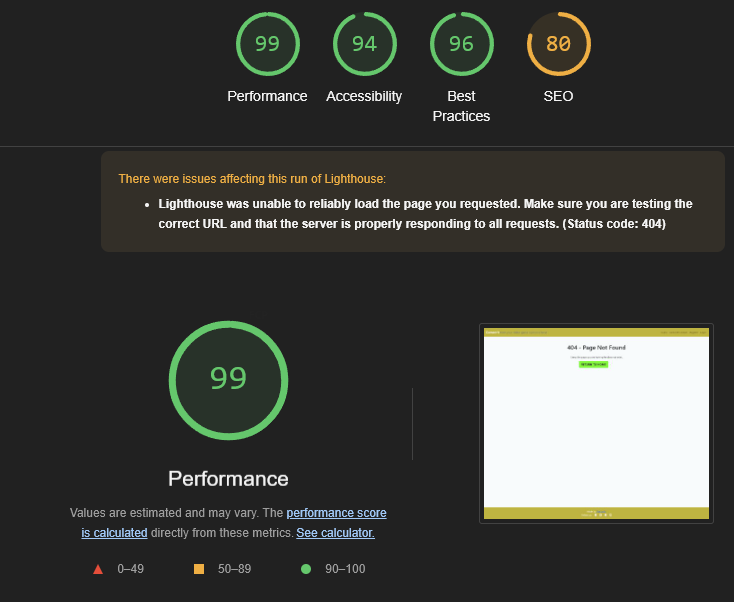 99
94
96
80
Performance
Accessibility
Best
Practices
SEO
There were issues affecting this run of Lighthouse:
• Lighthouse was unable to reliably load the page you requested. Make sure you are testing the
correct URL and that the server is properly responding to all requests. (Status code: 404)
99
404 - Page Not Found
Performance
Values are estimated and may vary. The performance score
is calculated directly from these metrics. See calculator.
0–49
50–89
90–100